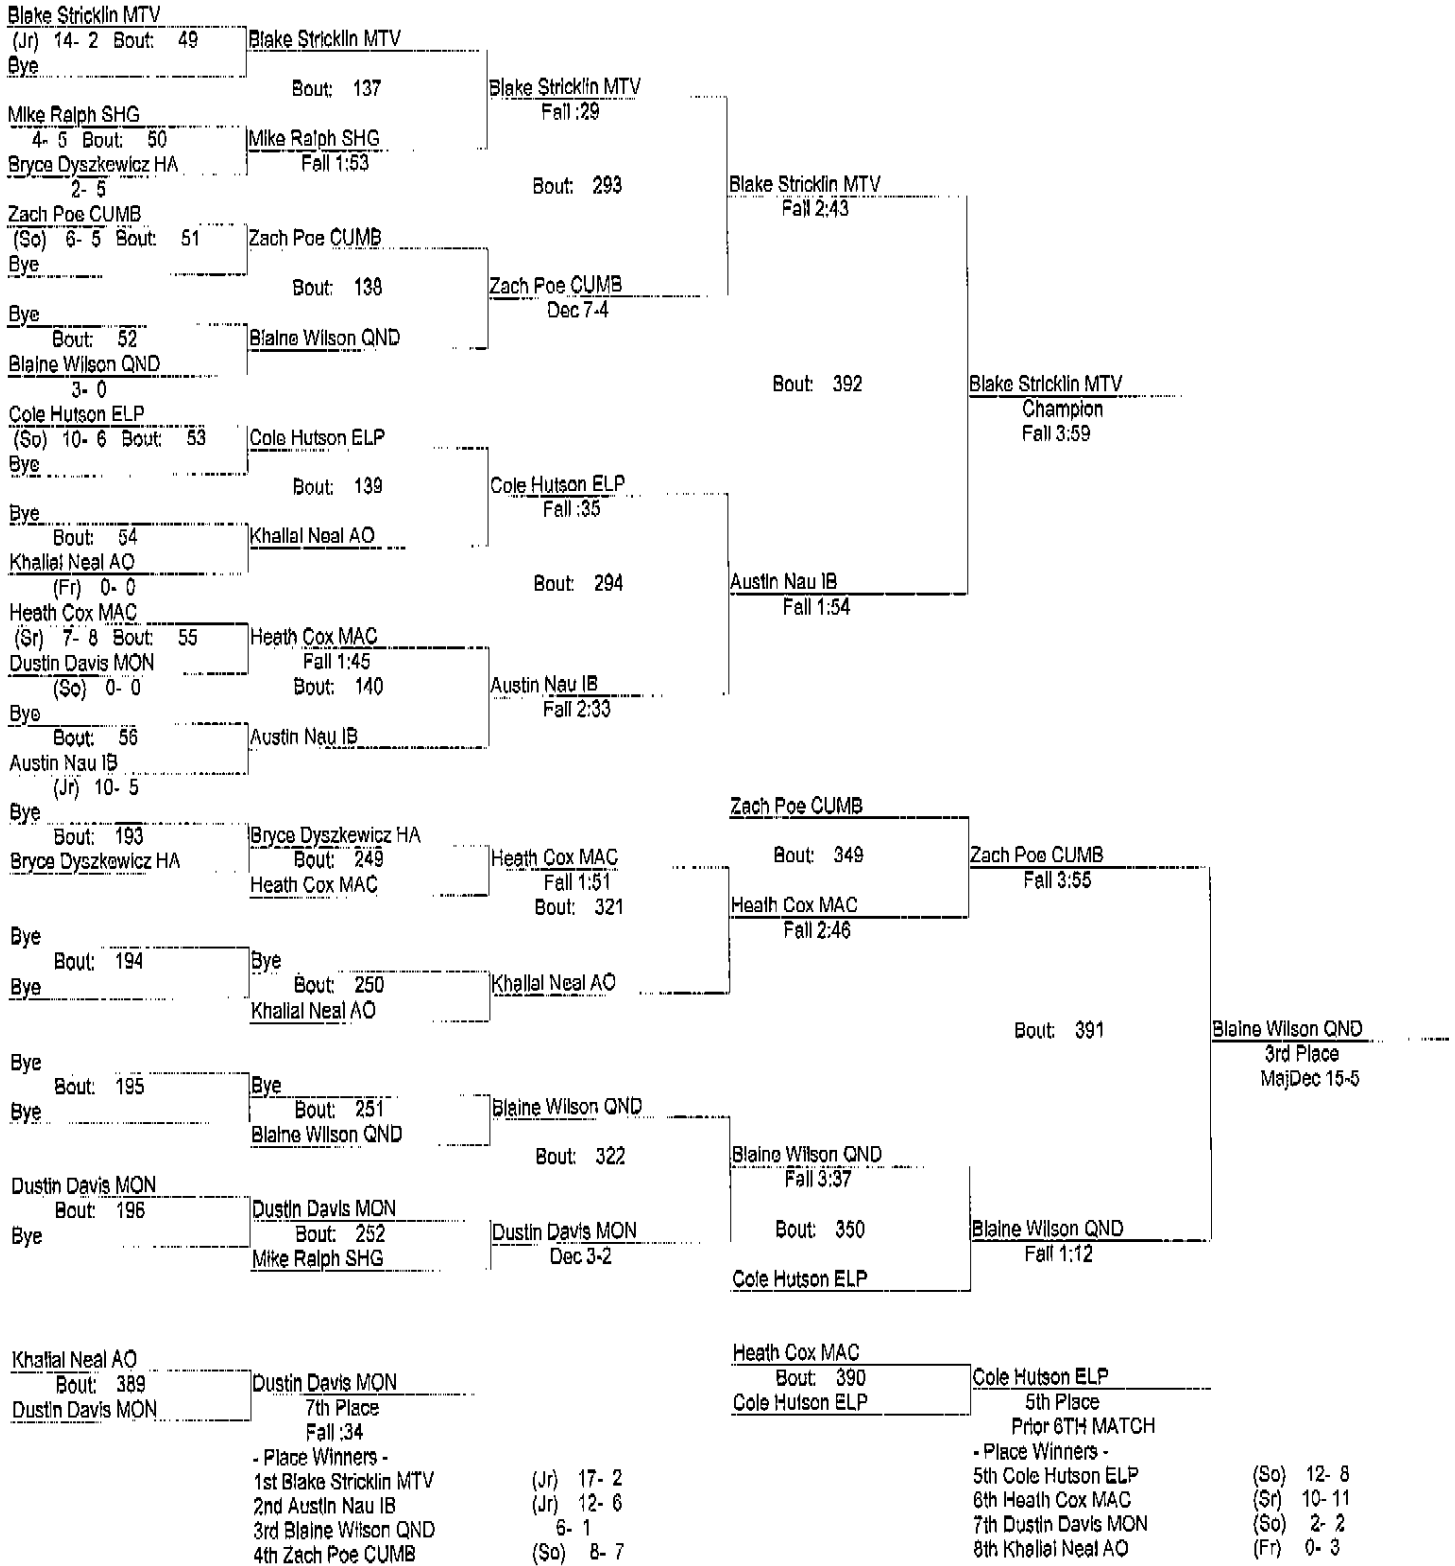 Blake Stricklin MTV
(Jr) 14- 2 Bout: 49
Bye
Blake Stricklin MTV
Bout: 137
Mike Ralph SHG
4- 5 Bout: 50
Bryce Dyszkewicz HA
2- 5
Mike Ralph SHG
Fall 1:53
Blake Stricklin MTV
Fall :29
Bout: 293
Zach Poe CUMB
(So) 6- 5 Bout: 51
Bye
Zach Poe CUMB
Bout: 138
Bye
Bout: 52
Blaine Wilson QND
3- 0
Blaine Wilson QND
Zach Poe CUMB
Dec 7-4
Blake Stricklin MTV
Fall 2:43
Bout: 392
Cole Hutson ELP
(So) 10- 6 Bout: 53
Bye
Cole Hutson ELP
Bout: 139
Bye
Bout: 54
Khalial Neal AO
(Fr) 0- 0
Khalial Neal AO
Cole Hutson ELP
Fall :35
Bout: 294
Heath Cox MAC
(Sr) 7- 8 Bout: 55
Dustin Davis MON
(So) 0- 0
Heath Cox MAC
Fall 1:45
Bout: 140
Bye
Bout: 56
Austin Nau IB
(Jr) 10- 5
Austin Nau IB
Austin Nau IB
Fall 2:33
Austin Nau IB
Fall 1:54
Blake Stricklin MTV
Champion
Fall 3:59
Bye
Bout: 193
Bryce Dyszkewicz HA
Bryce Dyszkewicz HA
Bout: 249
Heath Cox MAC
Heath Cox MAC
Fall 1:51
Bout: 321
Bye
Bout: 194
Bye
Bye
Bout: 250
Khalial Neal AO
Khalial Neal AO
Zach Poe CUMB
Bout: 349
Heath Cox MAC
Fall 2:46
Zach Poe CUMB
Fall 3:55
Bout: 391
Bye
Bout: 195
Bye
Bye
Bout: 251
Blaine Wilson QND
Blaine Wilson QND
Bout: 322
Dustin Davis MON
Bout: 196
Bye
Dustin Davis MON
Bout: 252
Mike Ralph SHG
Dustin Davis MON
Dec 3-2
Blaine Wilson QND
Fall 3:37
Bout: 350
Cole Hutson ELP
Blaine Wilson QND
Fall 1:12
Blaine Wilson QND
3rd Place
MajDec 15-5
Khalial Neal AO
Bout: 389
Dustin Davis MON
Dustin Davis MON
7th Place
Fall :34
Heath Cox MAC
Bout: 390
Cole Hutson ELP
Cole Hutson ELP
5th Place
Prior 6TH MATCH
- Place Winners -
1st Blake Stricklin MTV (Jr) 17- 2
2nd Austin Nau IB (Jr) 12- 6
3rd Blaine Wilson QND 6- 1
4th Zach Poe CUMB (So) 8- 7
- Place Winners -
5th Cole Hutson ELP (So) 12- 8
6th Heath Cox MAC (Sr) 10- 11
7th Dustin Davis MON (So) 2- 2
8th Khalial Neal AO (Fr) 0- 3